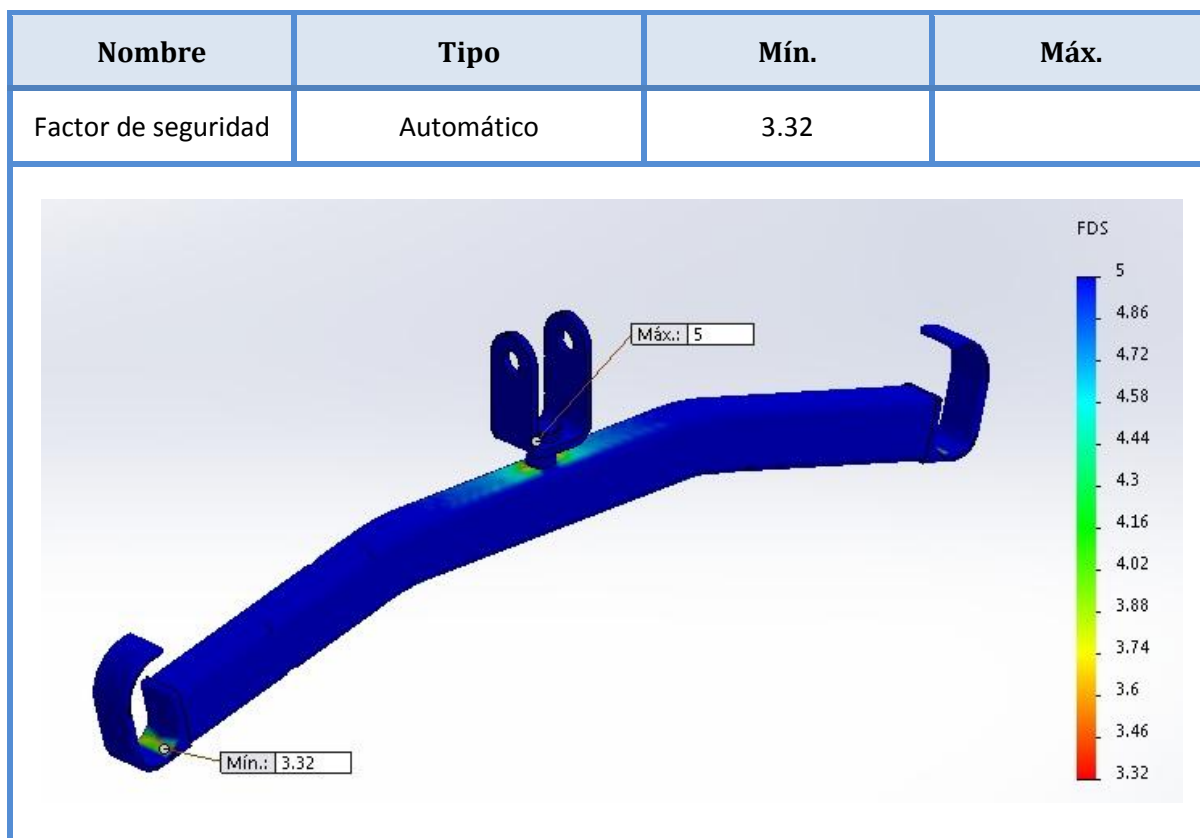 Nombre Tipo Mín. Máx.
Factor de seguridad Automático 3.32
FDS
5
4.86
4.72
4.58
4.44
4.3
4.16
4.02
3.88
3.74
3.6
3.46
3.32
Máx.: 5
Mín.: 3.32